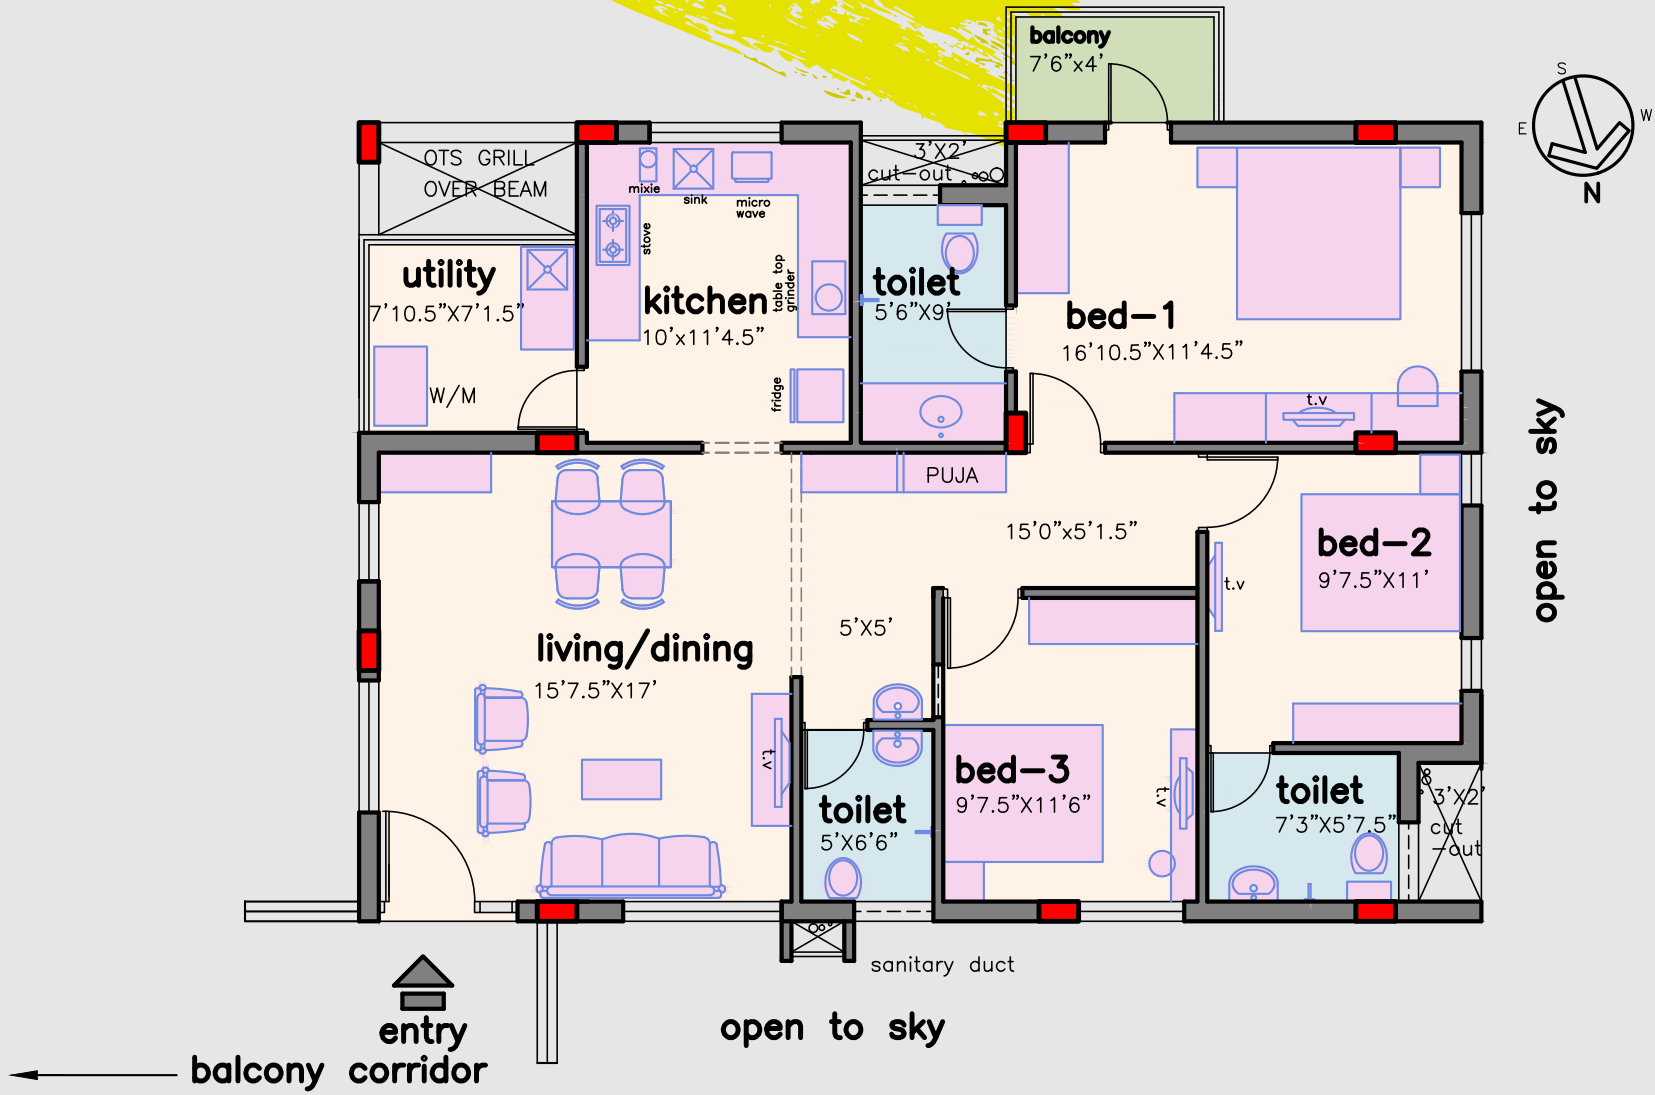 balcony
7'6"x4'
S
W
E
N
OTS GRILL
OVER BEAM
mixie
sink
micro
wave
stove
3'X2'
cut-out
utility
7'10.5"X7'1.5"
W/M
kitchen
10'x11'4.5"
table top
grinder
fridge
toilet
5'6"X9'
bed-1
16'10.5"X11'4.5"
t.v
PUJA
15'0"x5'1.5"
bed-2
9'7.5"X11'
t.v
open to sky
5'X5'
living/dining
15'7.5"X17'
t.v
toilet
5'X6'6"
bed-3
9'7.5"X11'6"
t.v
toilet
7'3"X5'7.5"
3'X2'
cut
-out
sanitary duct
entry
open to sky
balcony corridor